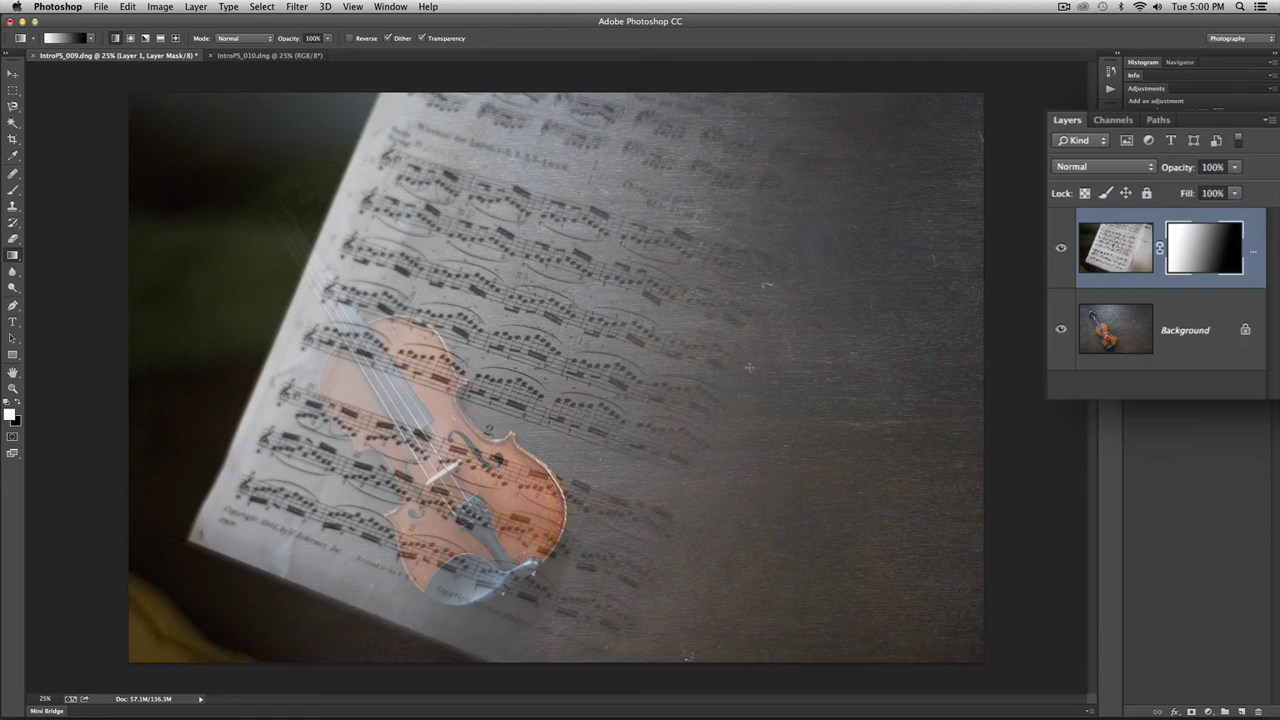 Photoshop File Edit Image Layer Type Select Filter 3D View Window Help Tue 5:00 PM
Adobe Photoshop CC
Mode: Normal Opacity: 100% Reverse Dither Transparency Photography
IntroPS_009.dng @ 25% (Layer 1, Layer Mask/8) * IntroPS_010.dng @ 25% (RGB/8*)
Histogram Navigator
Info
Adjustments
Add an adjustment
Layers Channels Paths
Kind
Normal Opacity: 100%
Lock: Fill: 100%
...
Background
2
25% Doc: 57.1M/136.3M
Mini Bridge